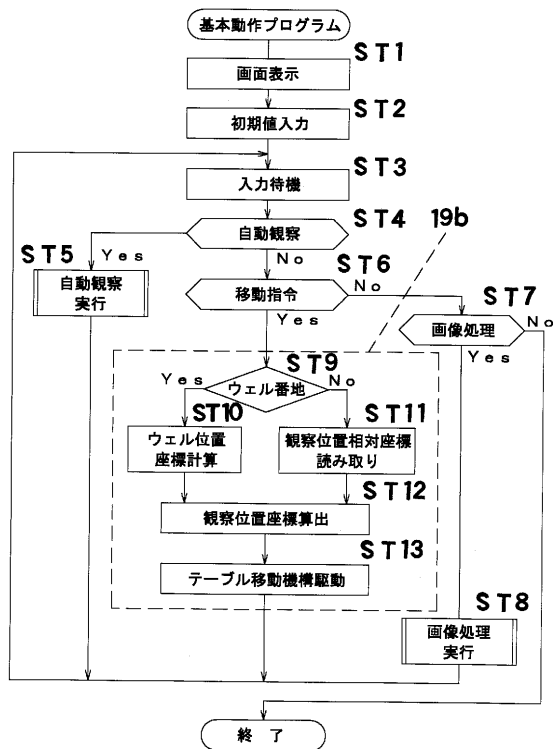 基本動作プログラム
ST1
画面表示
ST2
初期値入力
ST3
入力待機
ST4
自動観察
19b
ST5
Yes
No
自動観察
実行
ST6
移動指令
No
Yes
ST7
画像処理
No
Yes
ST9
Yes
No
ウェル番地
ST10
ウェル位置
座標計算
ST11
観察位置相対座標
読み取り
ST12
観察位置座標算出
ST13
テーブル移動機構駆動
ST8
画像処理
実行
終 了